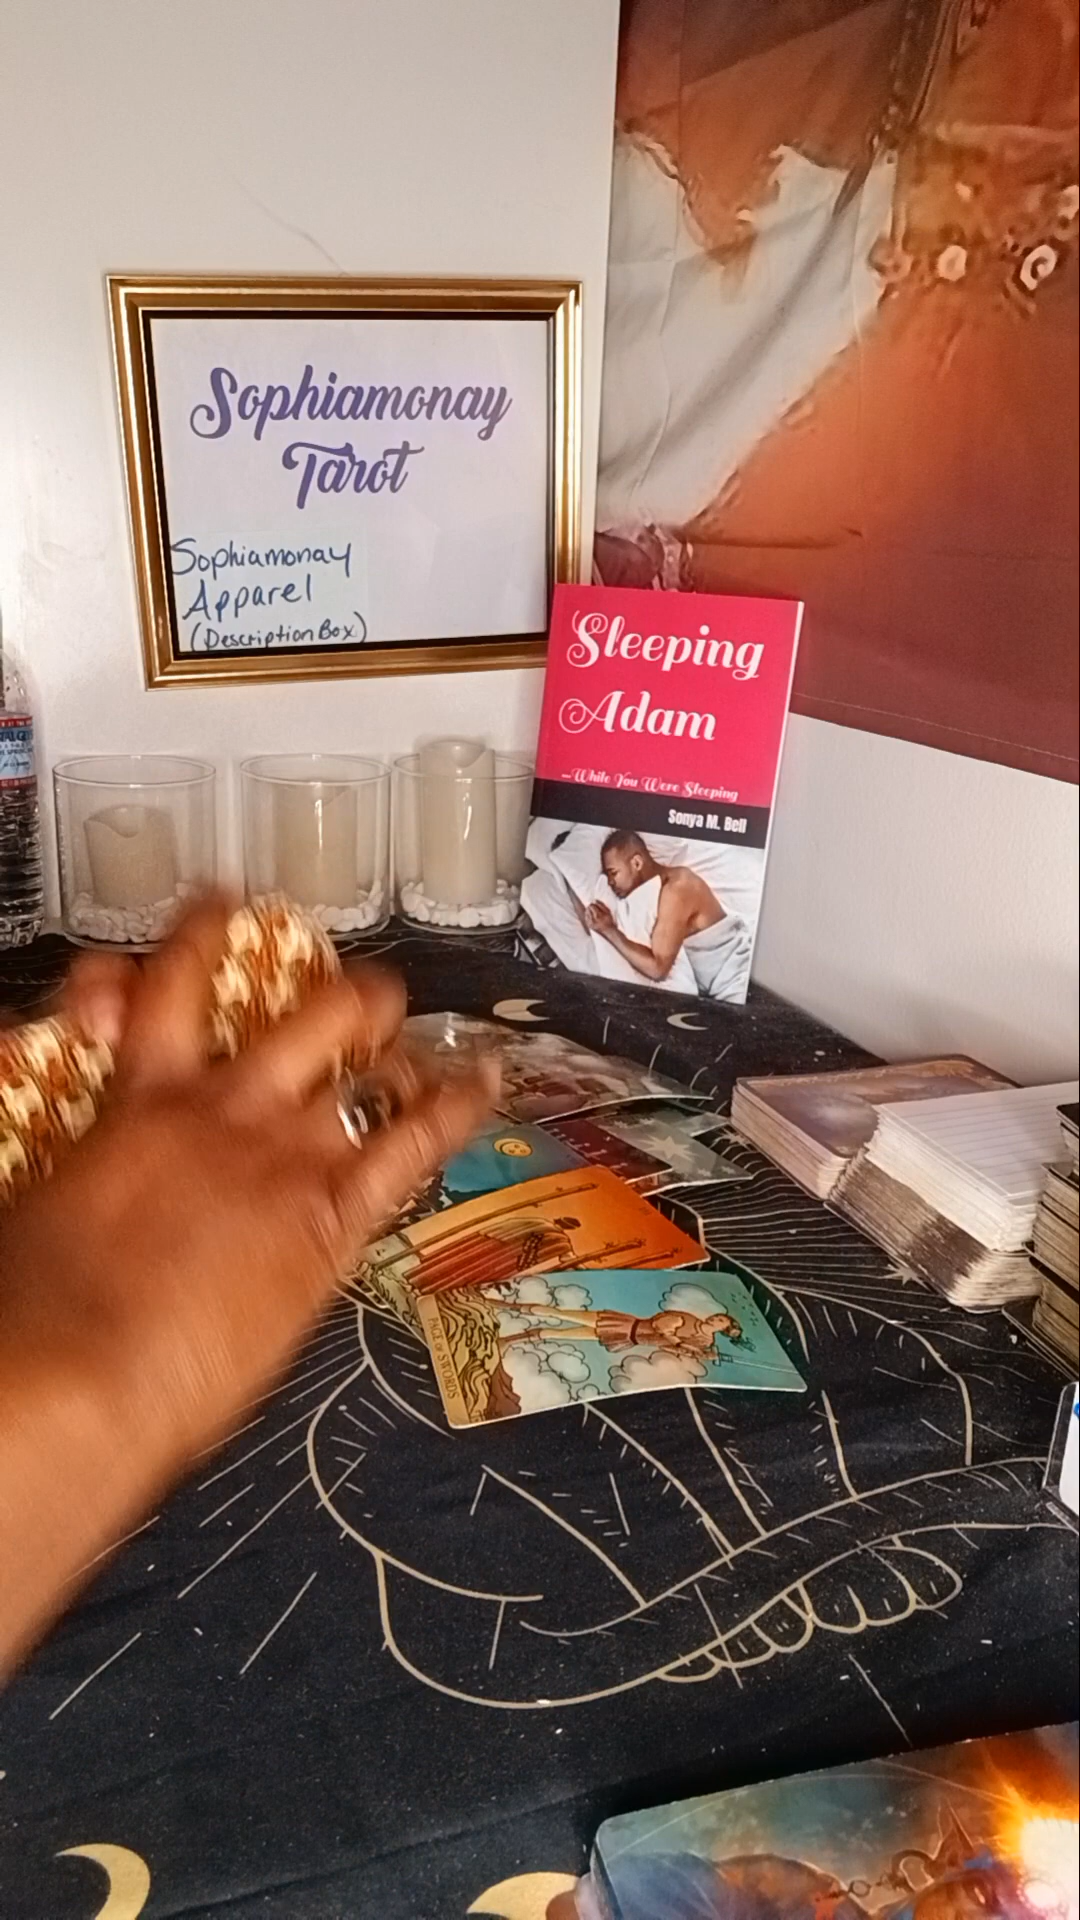 Sophiamonay
Tarot
Sophiamonay
Apparel
(Description Box)
Sleeping
Adam
...While You Were Sleeping
Sonya M. Bell
PAGE of SWORDS